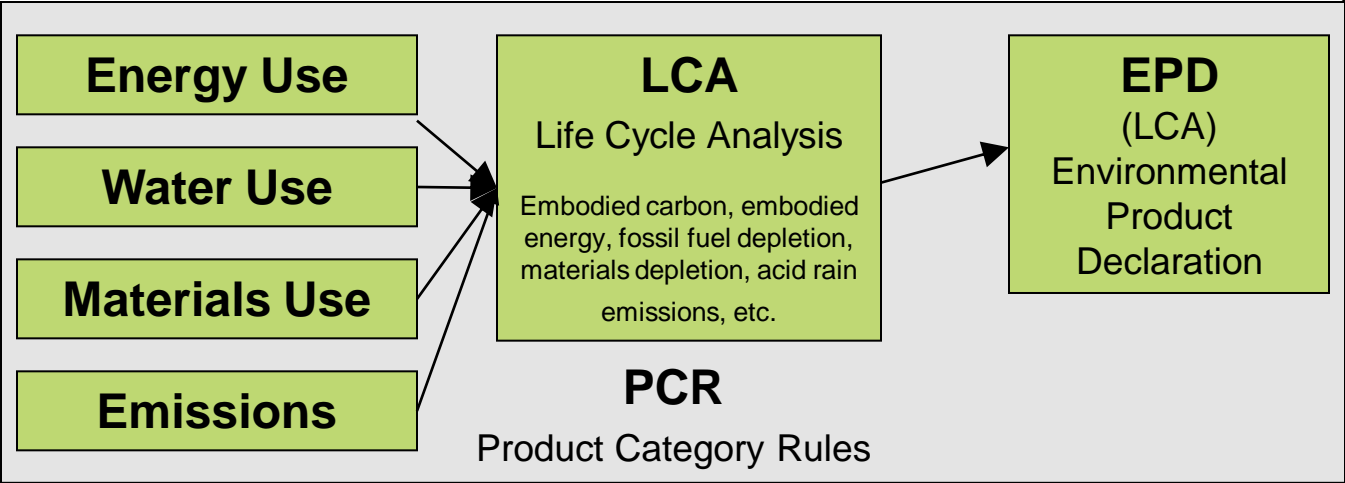 Energy Use
Water Use
Materials Use
Emissions
LCA
Life Cycle Analysis
Embodied carbon, embodied
energy, fossil fuel depletion,
materials depletion, acid rain
emissions, etc.
PCR
Product Category Rules
EPD
(LCA)
Environmental
Product
Declaration